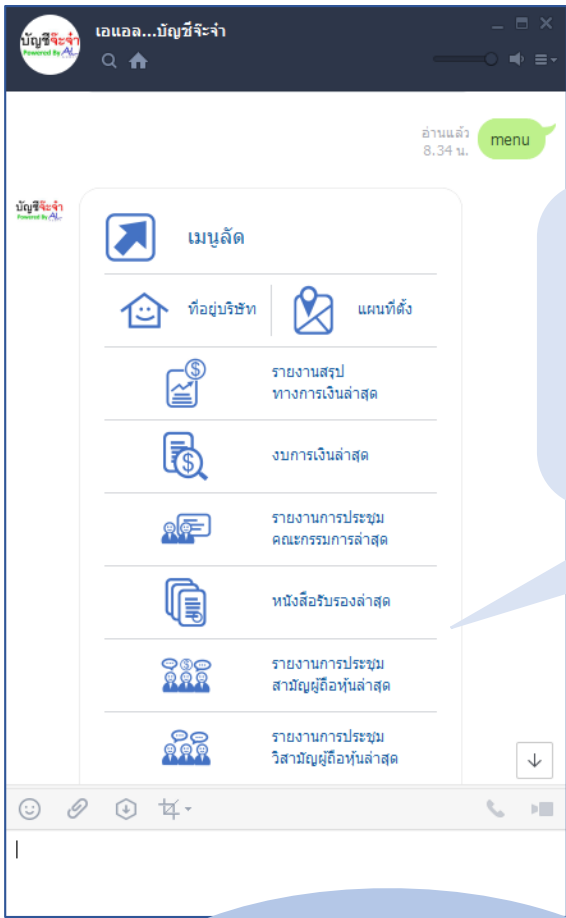 บัญชีจ๊ะจ๋า
Powered By AL
เอแอล...บัญชีจ๊ะจ๋า
อ่านแล้ว
8.34 น.
menu
บัญชีจ๊ะจ๋า
Powered By AL
เมนูลัด
ที่อยู่บริษัท
แผนที่ตั้ง
รายงานสรุป
ทางการเงินล่าสุด
งบการเงินล่าสุด
รายงานการประชุม
คณะกรรมการล่าสุด
หนังสือรับรองล่าสุด
รายงานการประชุม
สามัญผู้ถือหุ้นล่าสุด
รายงานการประชุม
วิสามัญผู้ถือหุ้นล่าสุด